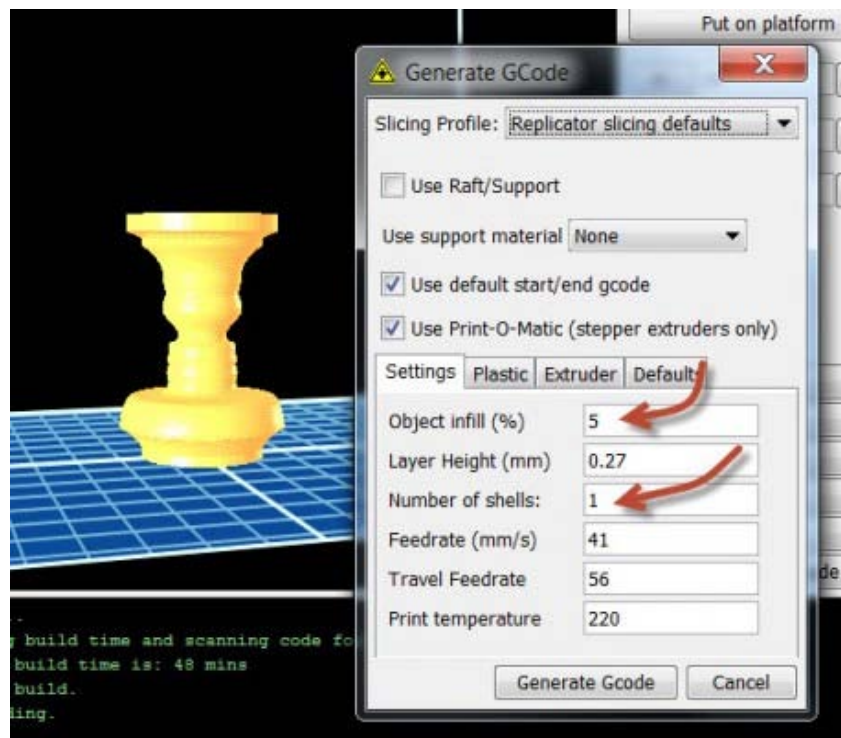 Put on platform
Generate GCode
Slicing Profile: Replicator slicing defaults
Use Raft/Support
Use support material None
Use default start/end gcode
Use Print-O-Matic (stepper extruders only)
Settings Plastic Extruder Defaults
Object infill (%) 5
Layer Height (mm) 0.27
Number of shells: 1
Feedrate (mm/s) 41
Travel Feedrate 56
Print temperature 220
Generate Gcode Cancel
de
build time and scanning code fo
build time is: 48 mins
build.
ding.